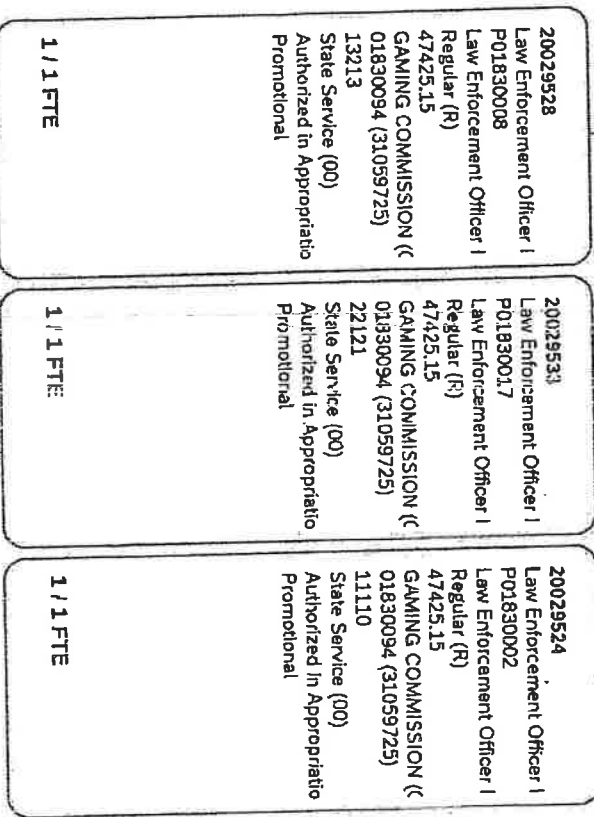 20029528
Law Enforcement Officer I
P01830008
Law Enforcement Officer I
Regular (R)
47425.15
GAMING COMMISSION (C
01830094 (31059725)
13213
State Service (00)
Authorized in Appropriatio
Promotional
1 / 1 FTE
20029533
Law Enforcement Officer I
P01830017
Law Enforcement Officer I
Regular (R)
47425.15
GAMING COMMISSION (C
01830094 (31059725)
22121
State Service (00)
Authorized in Appropriatio
Promotional
1 / 1 FTE
20029524
Law Enforcement Officer I
P01830002
Law Enforcement Officer I
Regular (R)
47425.15
GAMING COMMISSION (C
01830094 (31059725)
11110
State Service (00)
Authorized in Appropriatio
Promotional
1 / 1 FTE